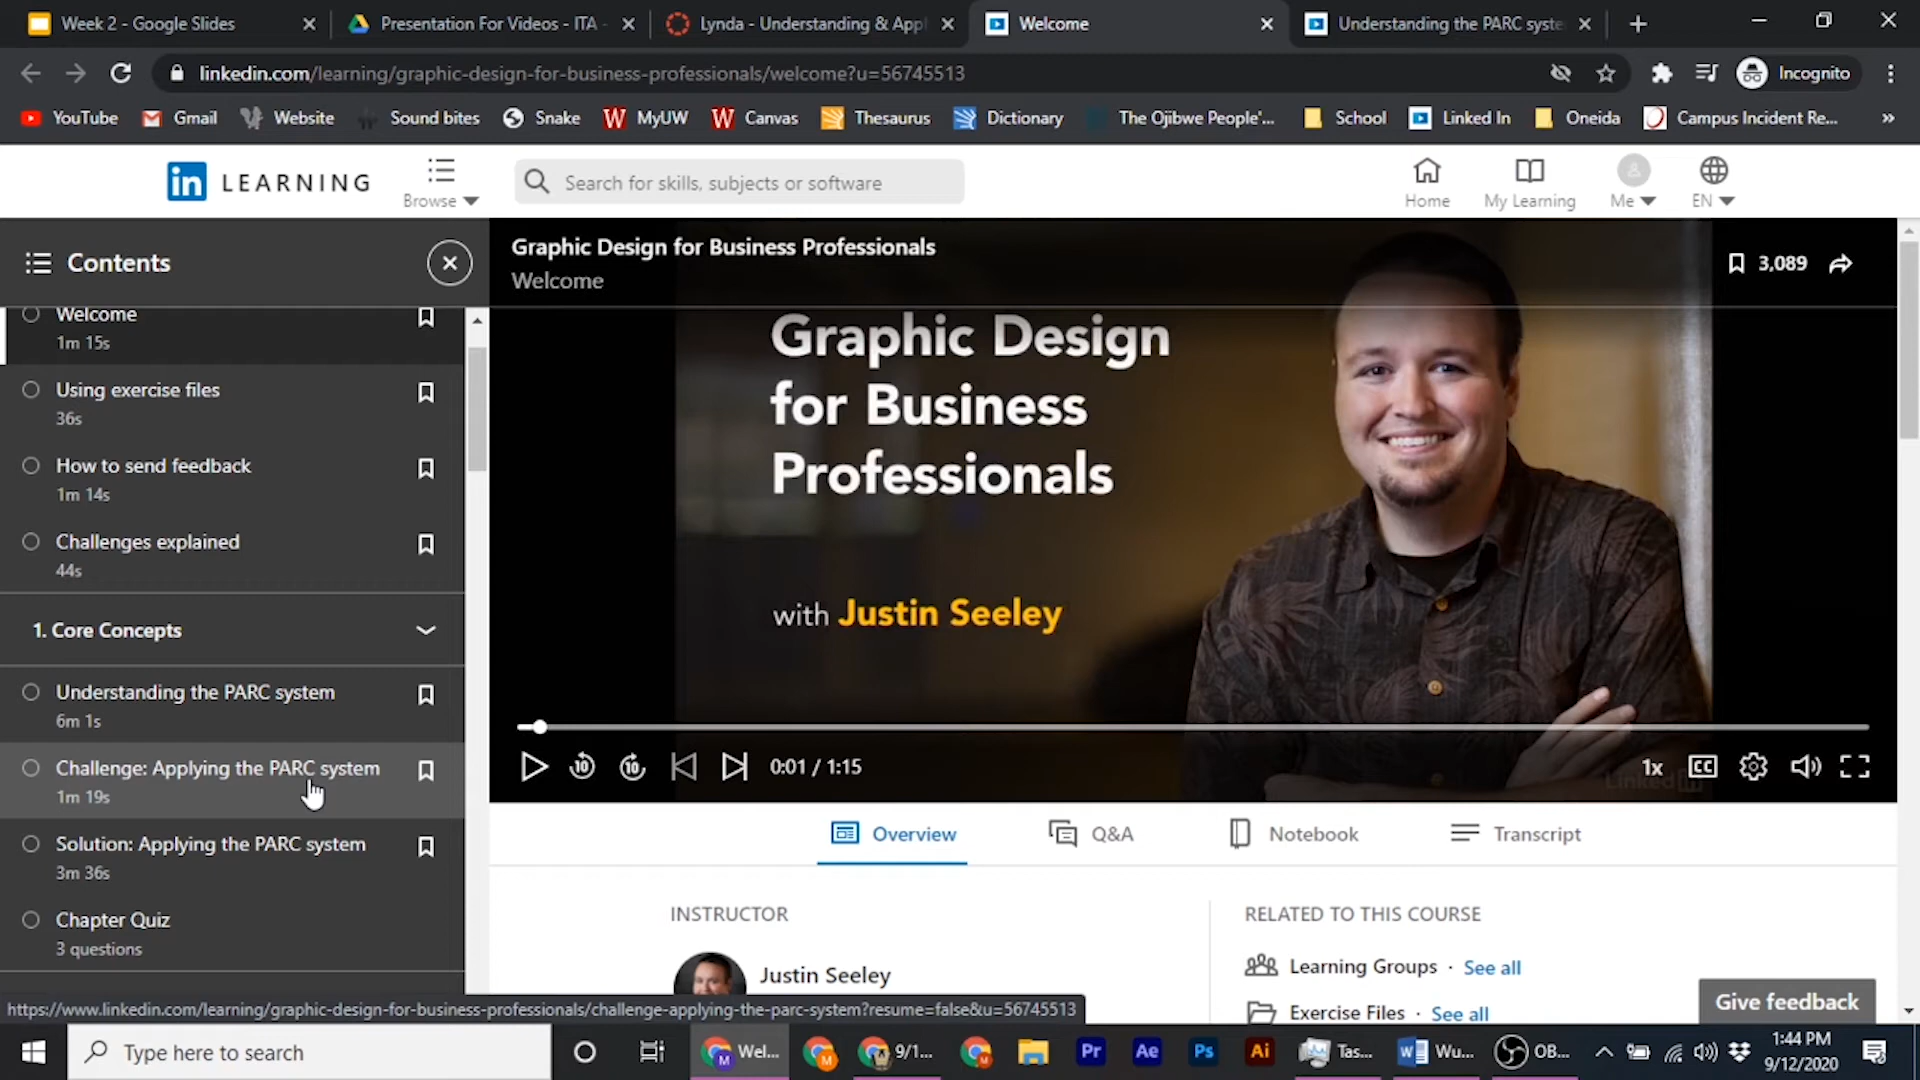 Week 2 - Google Slides
Presentation For Videos - ITA -
Lynda - Understanding & Appl
Welcome
Understanding the PARC syste
linkedin.com/learning/graphic-design-for-business-professionals/welcome?u=56745513
Incognito
YouTube
Gmail
Website
Sound bites
Snake
MyUW
Canvas
Thesaurus
Dictionary
The Ojibwe People'...
School
Linked In
Oneida
Campus Incident Re...
»
in LEARNING
Browse
Search for skills, subjects or software
Home
My Learning
Me
EN
Contents
Graphic Design for Business Professionals
Welcome
3,089
Welcome
1m 15s
Using exercise files
36s
How to send feedback
1m 14s
Challenges explained
44s
1. Core Concepts
Understanding the PARC system
6m 1s
Challenge: Applying the PARC system
1m 19s
Solution: Applying the PARC system
3m 36s
Chapter Quiz
3 questions
Graphic Design
for Business
Professionals
with Justin Seeley
10
10
0:01 / 1:15
1x
CC
Linked in
Overview
Q&A
Notebook
Transcript
INSTRUCTOR
Justin Seeley
RELATED TO THIS COURSE
Learning Groups · See all
Exercise Files · See all
Give feedback
https://www.linkedin.com/learning/graphic-design-for-business-professionals/challenge-applying-the-parc-system?resume=false&u=56745513
Type here to search
Wel...
9/1...
Pr
Ae
Ps
Ai
Tas...
Wu...
OB...
1:44 PM
9/12/2020